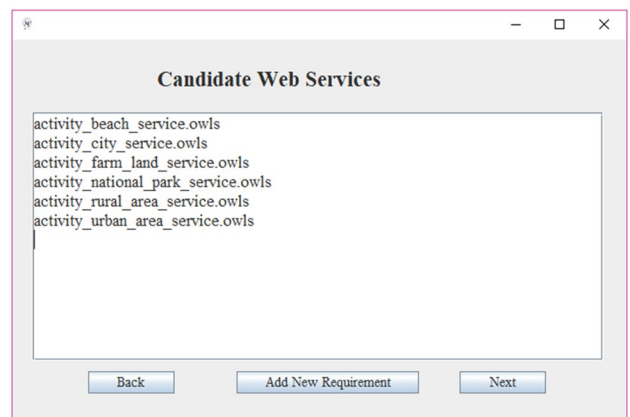 Candidate Web Services
activity_beach_service.owls
activity_city_service.owls
activity_farm_land_service.owls
activity_national_park_service.owls
activity_rural_area_service.owls
activity_urban_area_service.owls
Back
Add New Requirement
Next